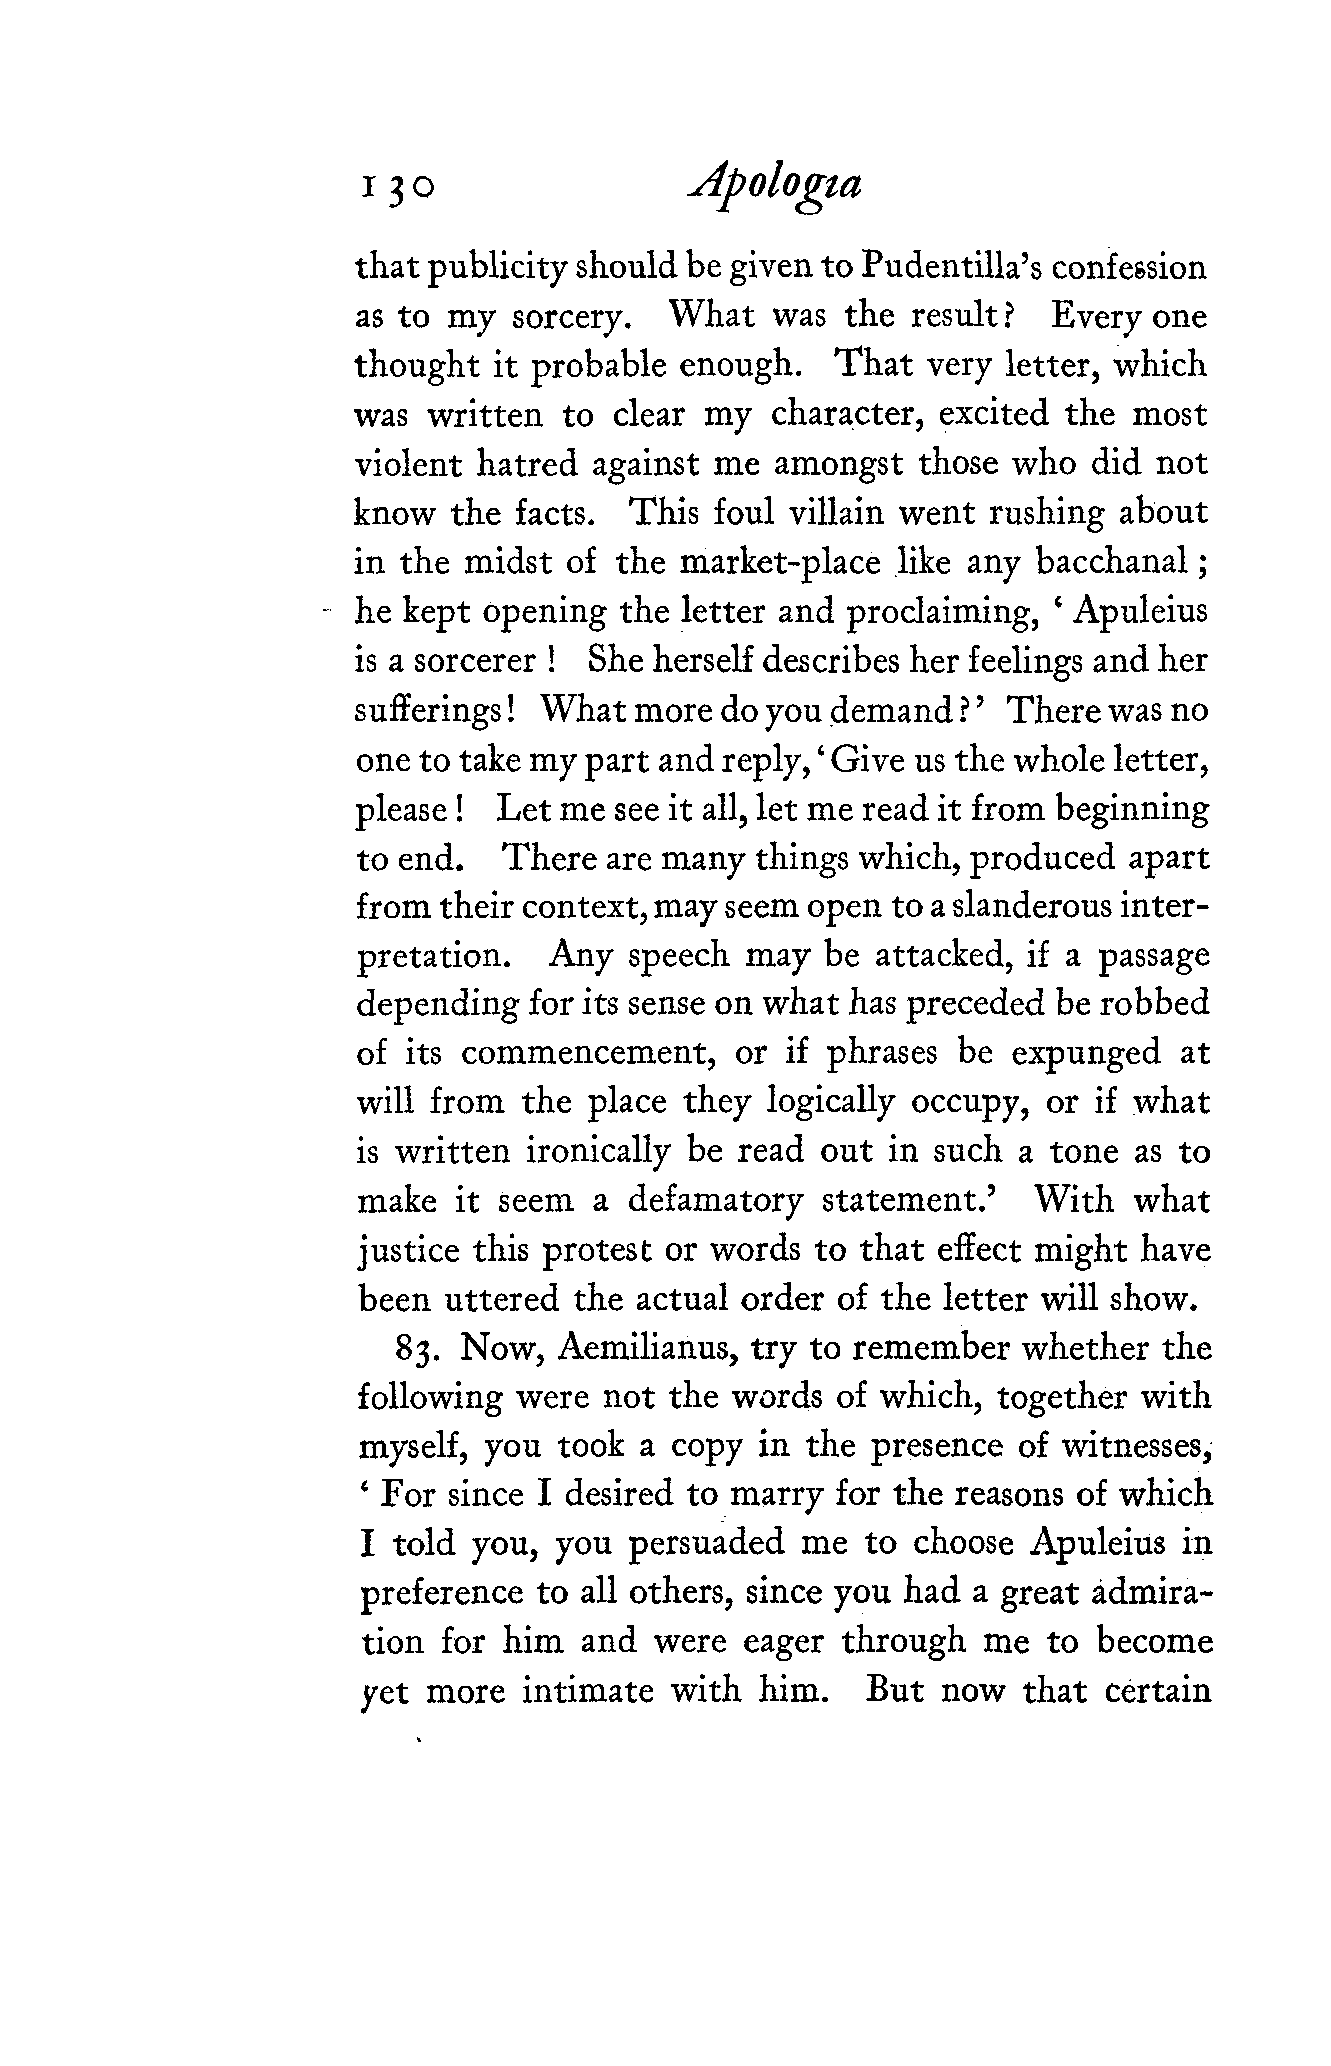 130 Apologia
that publicity should be given to Pudentilla's confession
as to my sorcery. What was the result? Every one
thought it probable enough. That very letter, which
was written to clear my character, excited the most
violent hatred against me amongst those who did not
know the facts. This foul villain went rushing about
in the midst of the market-place like any bacchanal ;
he kept opening the letter and proclaiming, ‘ Apuleius
is a sorcerer ! She herself describes her feelings and her
sufferings! What more do you demand?’ There was no
one to take my part and reply, ‘Give us the whole letter,
please ! Let me see it all, let me read it from beginning
to end. There are many things which, produced apart
from their context, may seem open to a slanderous inter-
pretation. Any speech may be attacked, if a passage
depending for its sense on what has preceded be robbed
of its commencement, or if phrases be expunged at
will from the place they logically occupy, or if what
is written ironically be read out in such a tone as to
make it seem a defamatory statement.’ With what
justice this protest or words to that effect might have
been uttered the actual order of the letter will show.
83. Now, Aemilianus, try to remember whether the
following were not the words of which, together with
myself, you took a copy in the presence of witnesses,
‘ For since I desired to marry for the reasons of which
I told you, you persuaded me to choose Apuleius in
preference to all others, since you had a great admira-
tion for him and were eager through me to become
yet more intimate with him. But now that certain